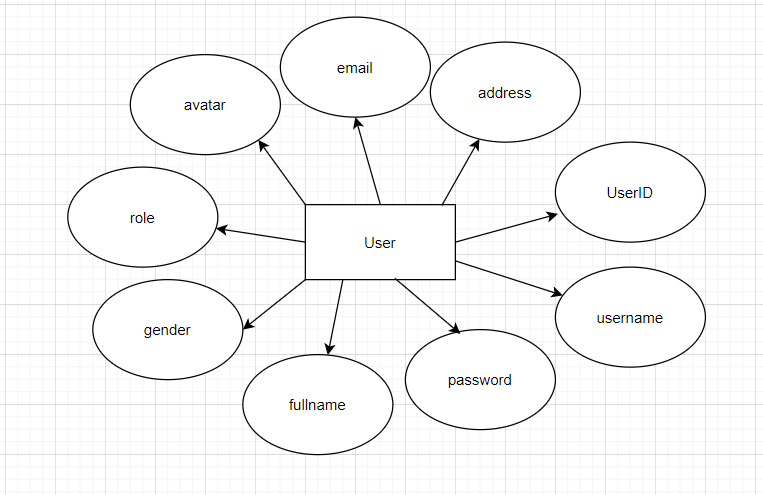 email
address
avatar
UserID
role
User
username
gender
password
fullname